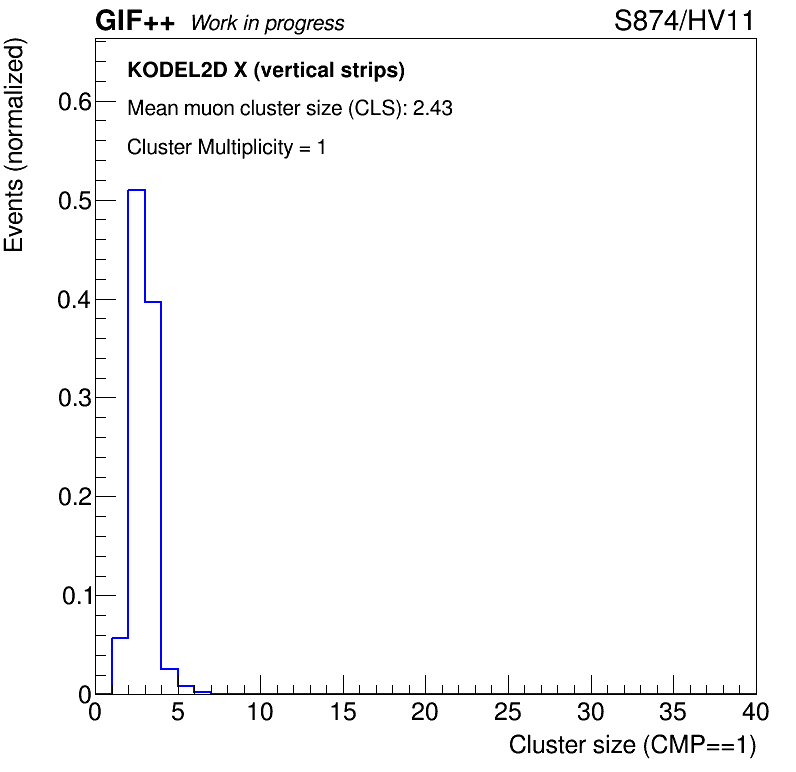 GIF++ Work in progress S874/HV11
KODEL2D X (vertical strips)
Mean muon cluster size (CLS): 2.43
Cluster Multiplicity = 1
Events (normalized)
0.6
0.5
0.4
0.3
0.2
0.1
0
0 5 10 15 20 25 30 35 40
Cluster size (CMP==1)